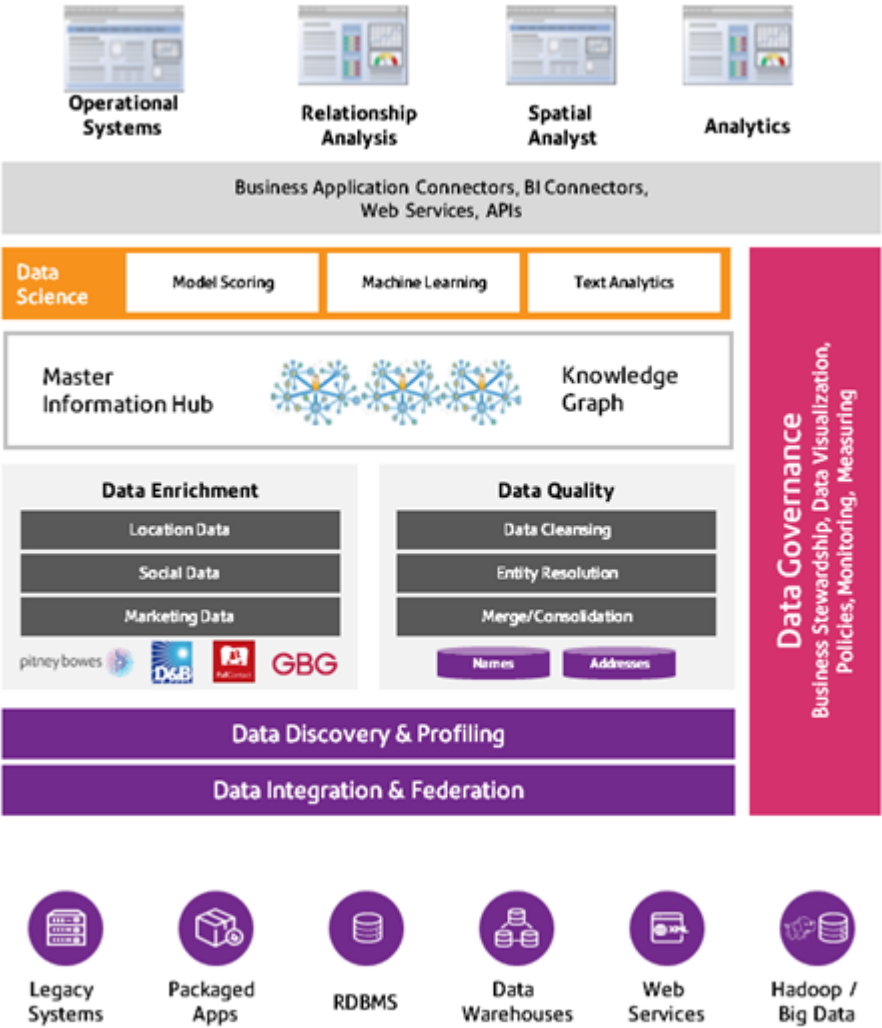 Operational
Systems
Relationship
Analysis
Spatial
Analyst
Analytics
Business Application Connectors, BI Connectors,
Web Services, APIs
Data
Science
Model Scoring
Machine Learning
Text Analytics
Master
Information Hub
Knowledge
Graph
Data Enrichment
Location Data
Social Data
Marketing Data
pitney bowes
D&B
FullContact
GBG
Data Quality
Data Cleansing
Entity Resolution
Merge/Consolidation
Names
Addresses
Data Discovery & Profiling
Data Integration & Federation
Data Governance
Business Stewardship, Data Visualization,
Policies, Monitoring, Measuring
Legacy
Systems
Packaged
Apps
RDBMS
Data
Warehouses
XML
Web
Services
Hadoop /
Big Data